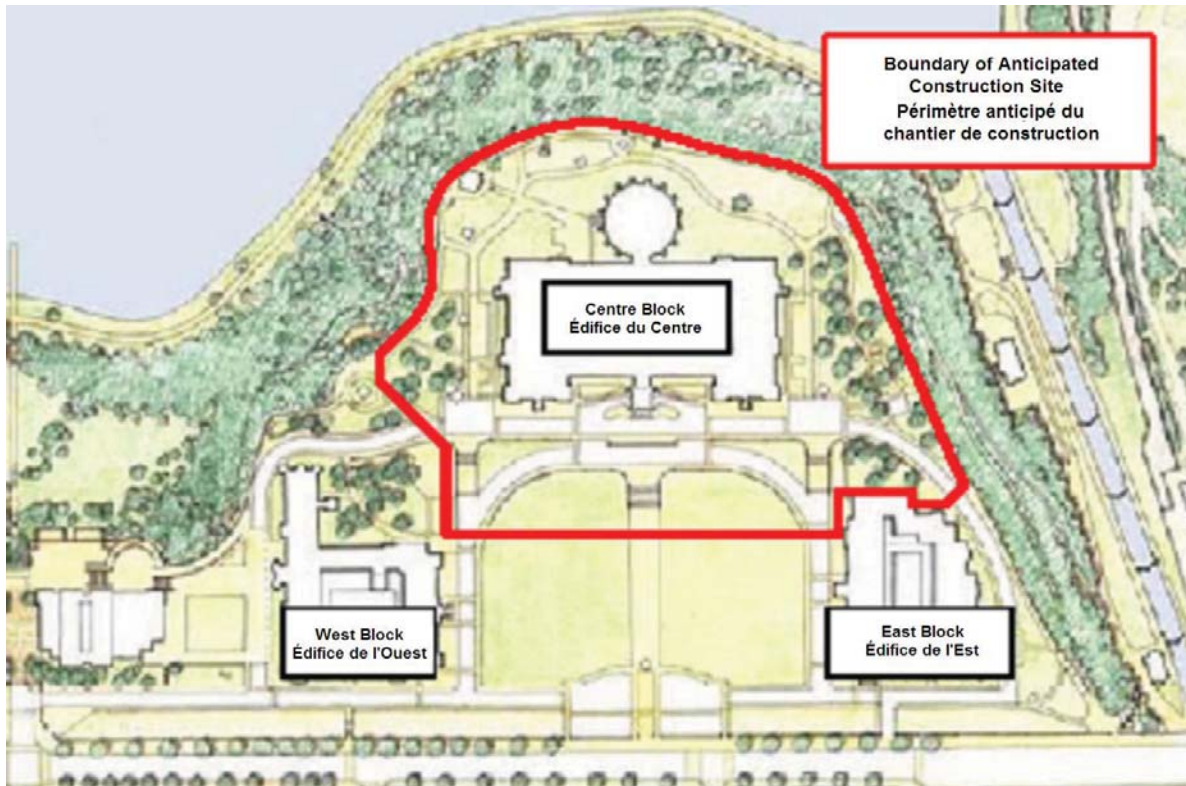 Boundary of Anticipated
Construction Site
Périmètre anticipé du
chantier de construction
Centre Block
Édifice du Centre
West Block
Édifice de l'Ouest
East Block
Édifice de l'Est